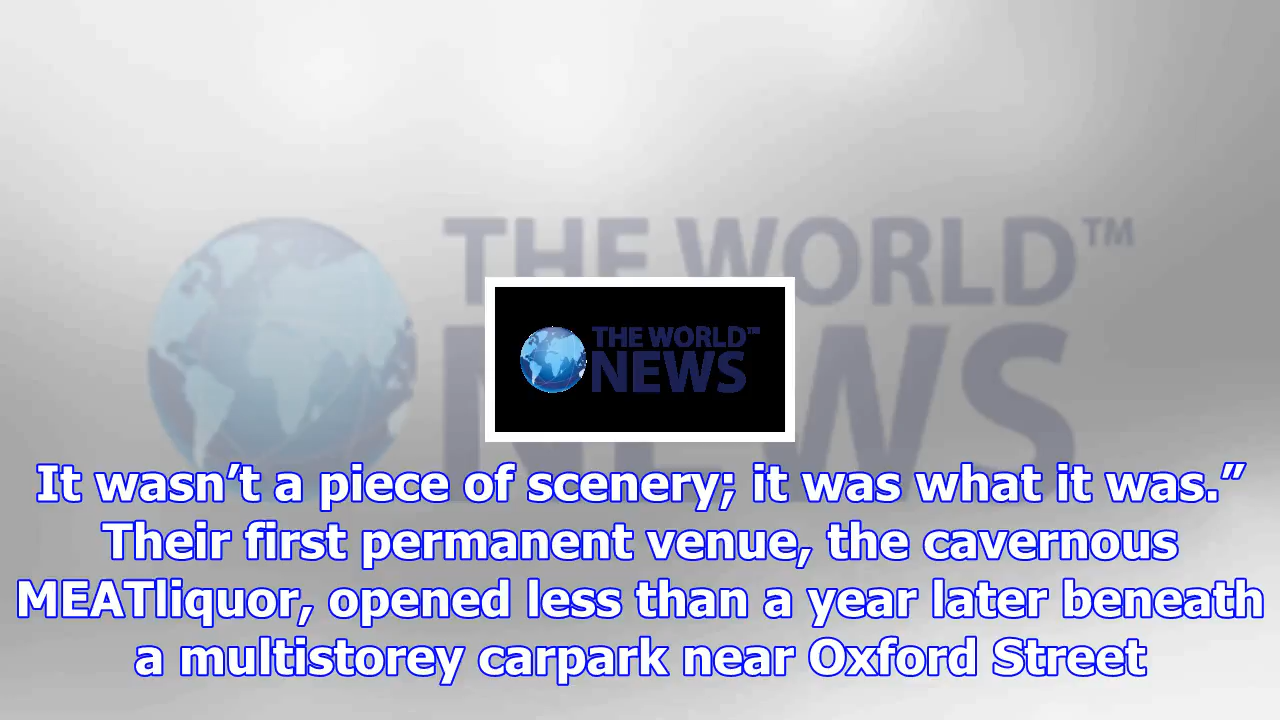 THE WORLD™
NEWS
THE WORLD™
NEWS
It wasn’t a piece of scenery; it was what it was.”
Their first permanent venue, the cavernous
MEATliquor, opened less than a year later beneath
a multistorey carpark near Oxford Street